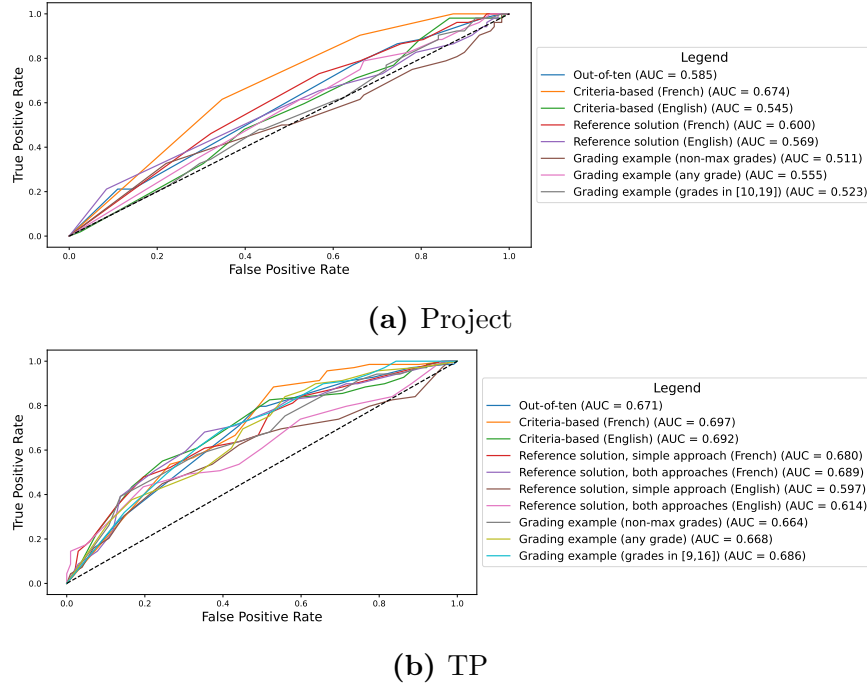 1.0
0.8
0.6
0.4
0.2
0.0
True Positive Rate
0.0 0.2 0.4 0.6 0.8 1.0
False Positive Rate
Legend
Out-of-ten (AUC = 0.585)
Criteria-based (French) (AUC = 0.674)
Criteria-based (English) (AUC = 0.545)
Reference solution (French) (AUC = 0.600)
Reference solution (English) (AUC = 0.569)
Grading example (non-max grades) (AUC = 0.511)
Grading example (any grade) (AUC = 0.555)
Grading example (grades in [10,19]) (AUC = 0.523)
(a) Project
1.0
0.8
0.6
0.4
0.2
0.0
True Positive Rate
0.0 0.2 0.4 0.6 0.8 1.0
False Positive Rate
Legend
Out-of-ten (AUC = 0.671)
Criteria-based (French) (AUC = 0.697)
Criteria-based (English) (AUC = 0.692)
Reference solution, simple approach (French) (AUC = 0.680)
Reference solution, both approaches (French) (AUC = 0.689)
Reference solution, simple approach (English) (AUC = 0.597)
Reference solution, both approaches (English) (AUC = 0.614)
Grading example (non-max grades) (AUC = 0.664)
Grading example (any grade) (AUC = 0.668)
Grading example (grades in [9,16]) (AUC = 0.686)
(b) TP